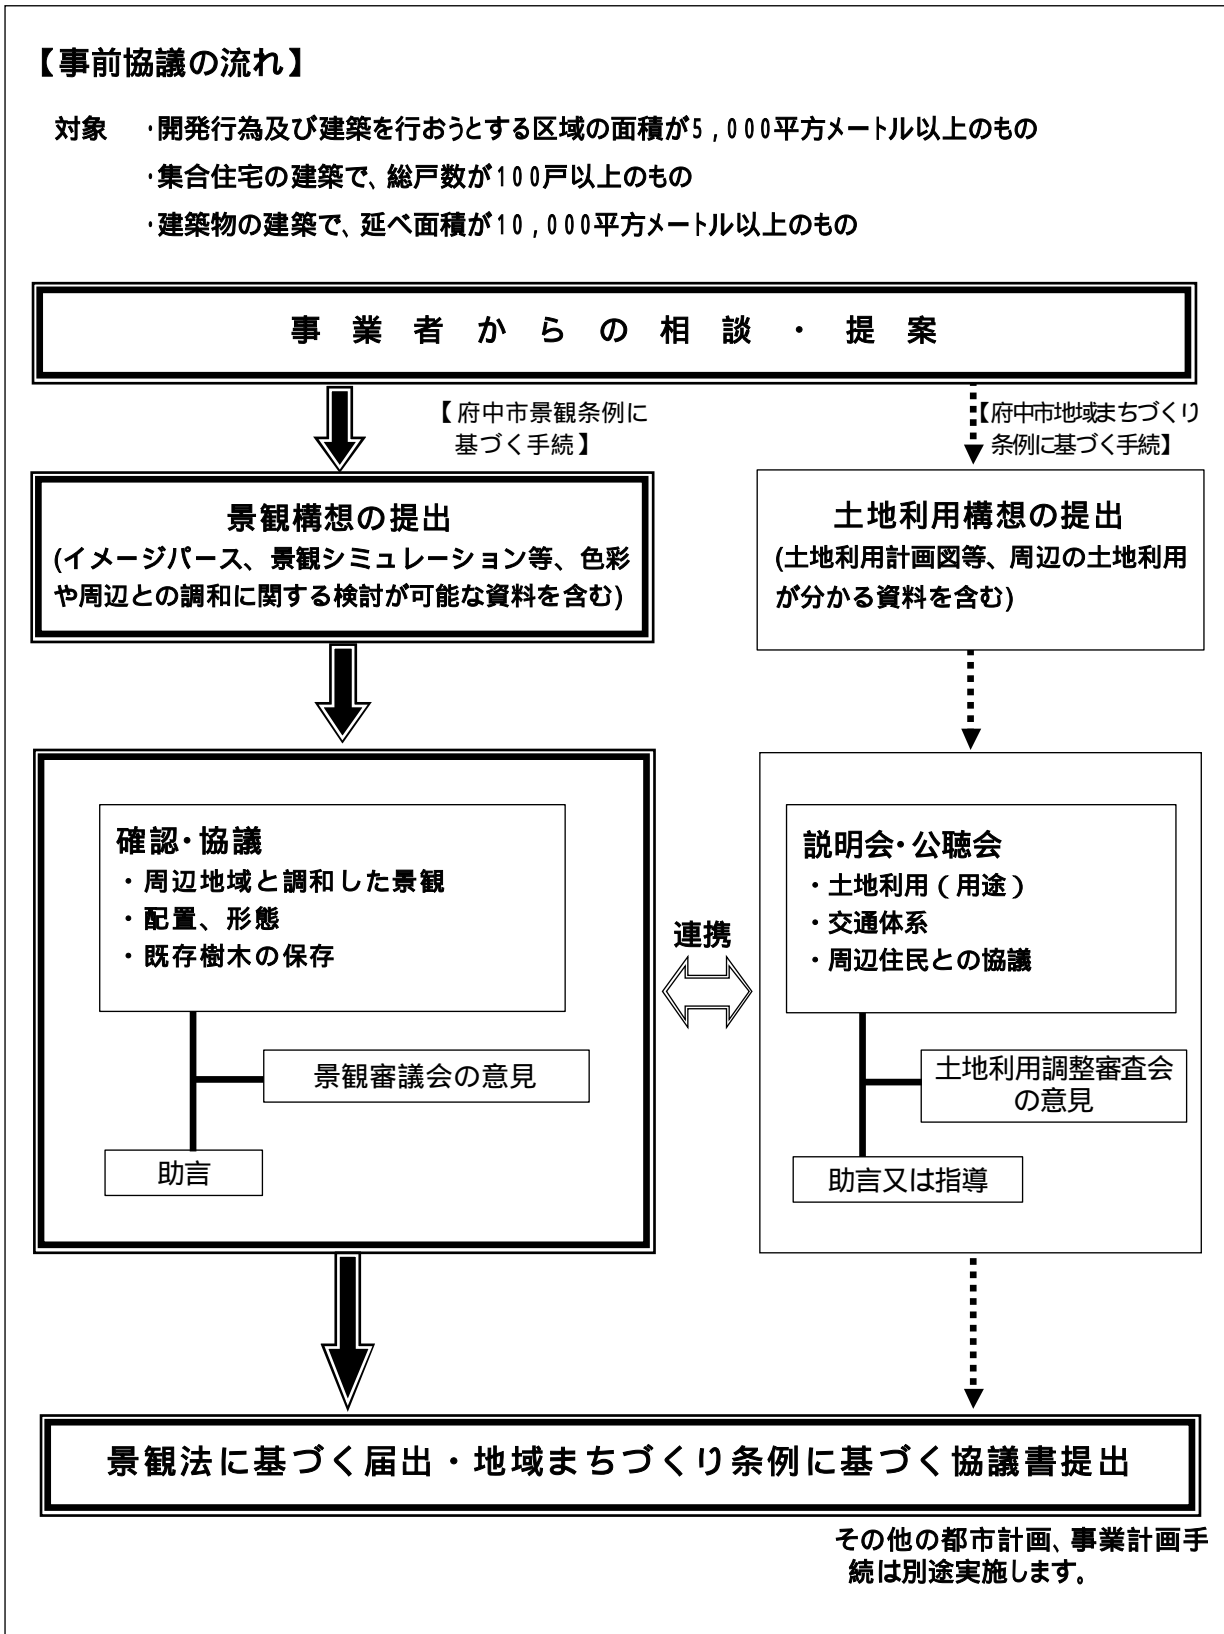 【事前協議の流れ】
対象 ・開発行為及び建築を行おうとする区域の面積が5,000平方メートル以上のもの
・集合住宅の建築で、総戸数が100戸以上のもの
・建築物の建築で、延べ面積が10,000平方メートル以上のもの
事業者からの相談・提案
【府中市景観条例に
基づく手続】
【府中市地域まちづくり
条例に基づく手続】
景観構想の提出
(イメージパース、景観シミュレーション等、色彩
や周辺との調和に関する検討が可能な資料を含む)
土地利用構想の提出
(土地利用計画図等、周辺の土地利用
が分かる資料を含む)
確認・協議
・周辺地域と調和した景観
・配置、形態
・既存樹木の保存
景観審議会の意見
助言
連携
説明会・公聴会
・土地利用（用途）
・交通体系
・周辺住民との協議
土地利用調整審査会
の意見
助言又は指導
景観法に基づく届出・地域まちづくり条例に基づく協議書提出
その他の都市計画、事業計画手
続は別途実施します。